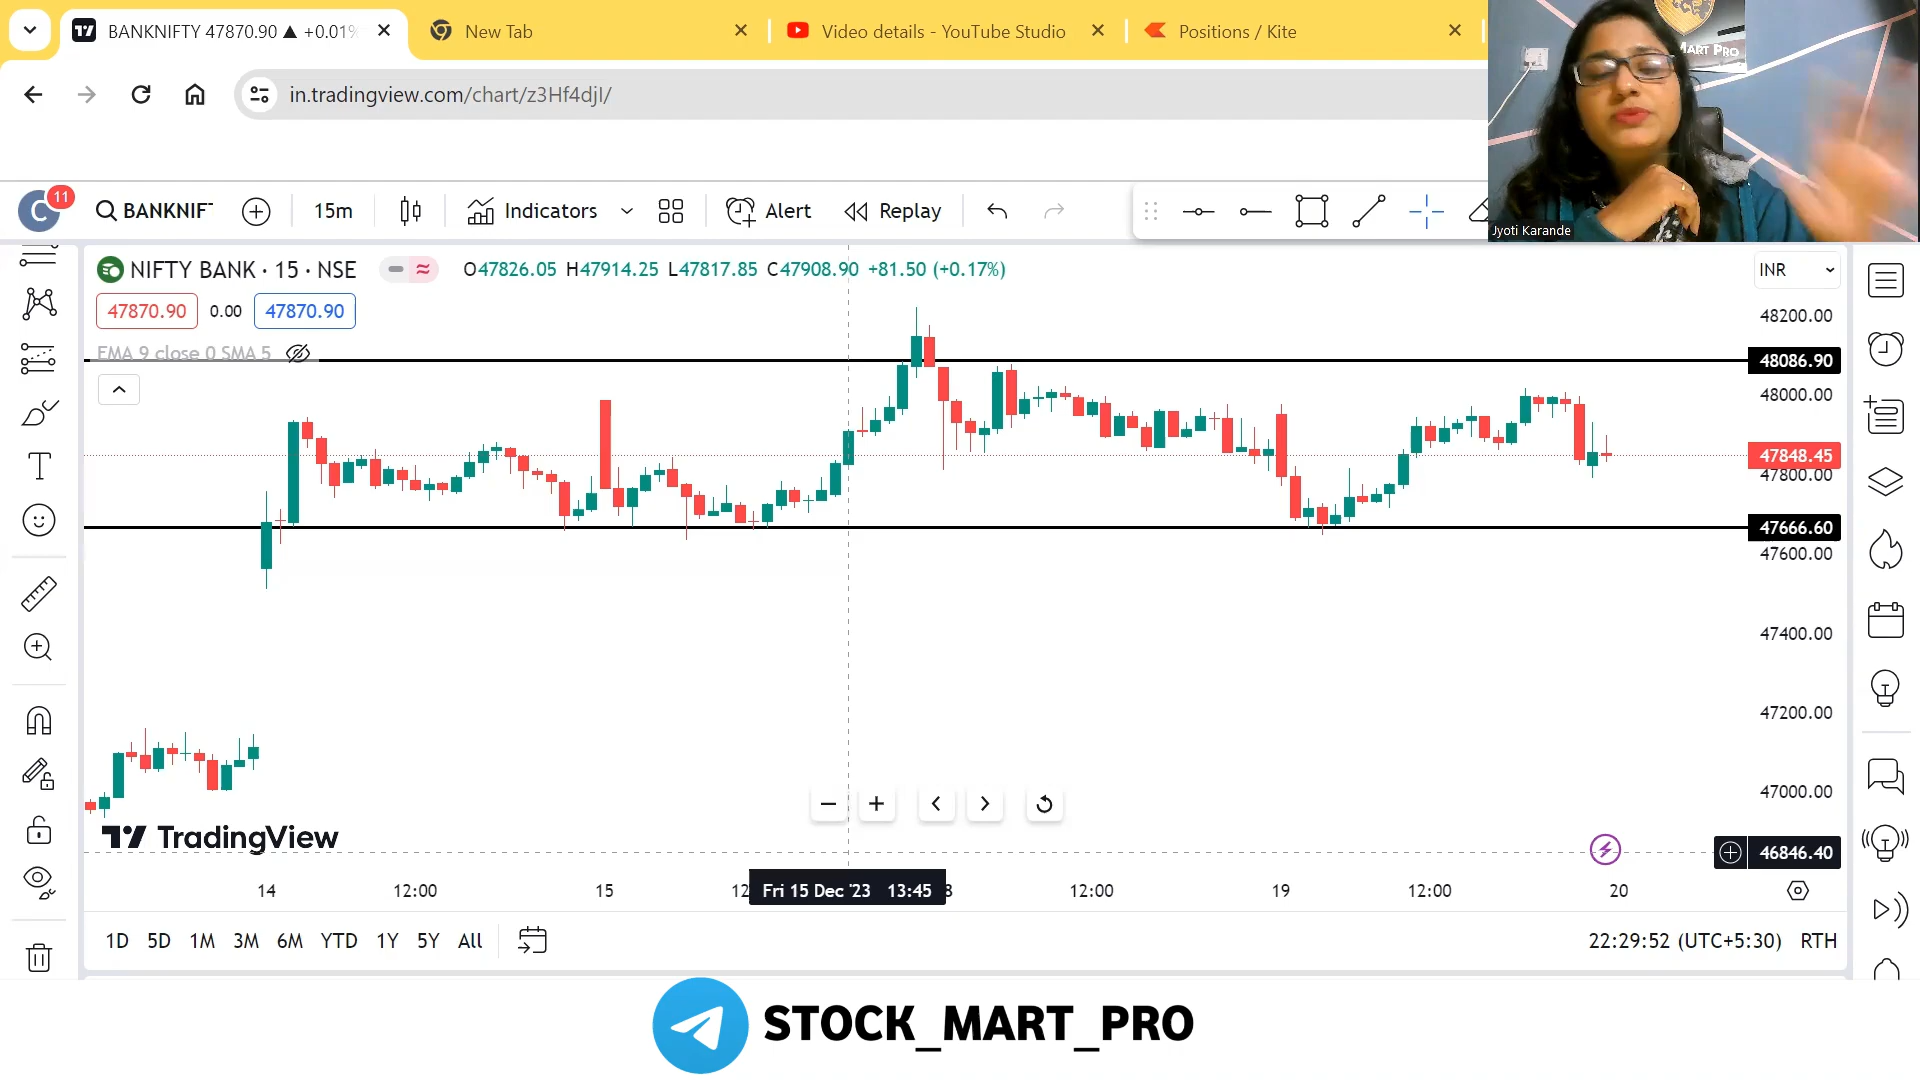 BANKNIFTY 47870.90 ▲ +0.01%
New Tab
Video details - YouTube Studio
Positions / Kite
in.tradingview.com/chart/z3Hf4djI/
MART PRO
Jyoti Karande
C 11 BANKNIF 15m Indicators Alert Replay
NIFTY BANK · 15 · NSE O47826.05 H47914.25 L47817.85 C47908.90 +81.50 (+0.17%) INR
47870.90 0.00 47870.90
EMA 9 close 0 SMA 5
48200.00
48086.90
48000.00
47848.45
47800.00
47666.60
47600.00
47400.00
47200.00
47000.00
TradingView
46846.40
14 12:00 15 12 Fri 15 Dec '23 13:45 8 12:00 19 12:00 20
1D 5D 1M 3M 6M YTD 1Y 5Y All 22:29:52 (UTC+5:30) RTH
STOCK_MART_PRO